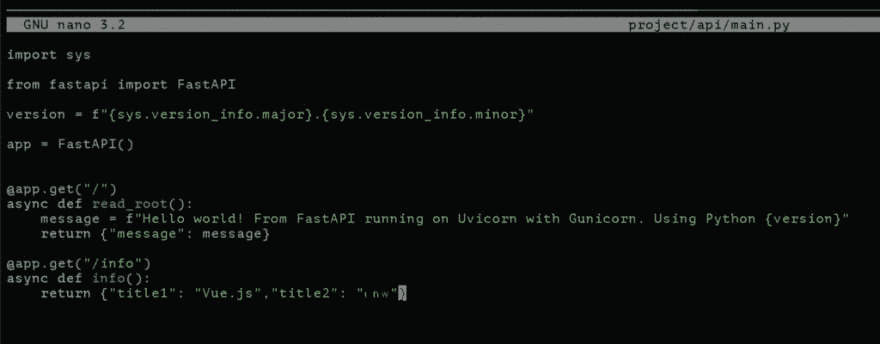 GNU nano 3.2 project/api/main.py
import sys
from fastapi import FastAPI
version = f"{sys.version_info.major}.{sys.version_info.minor}"
app = FastAPI()
@app.get("/")
async def read_root():
    message = f"Hello world! From FastAPI running on Uvicorn with Gunicorn. Using Python {version}"
    return {"message": message}
@app.get("/info")
async def info():
    return {"title1": "Vue.js","title2": "